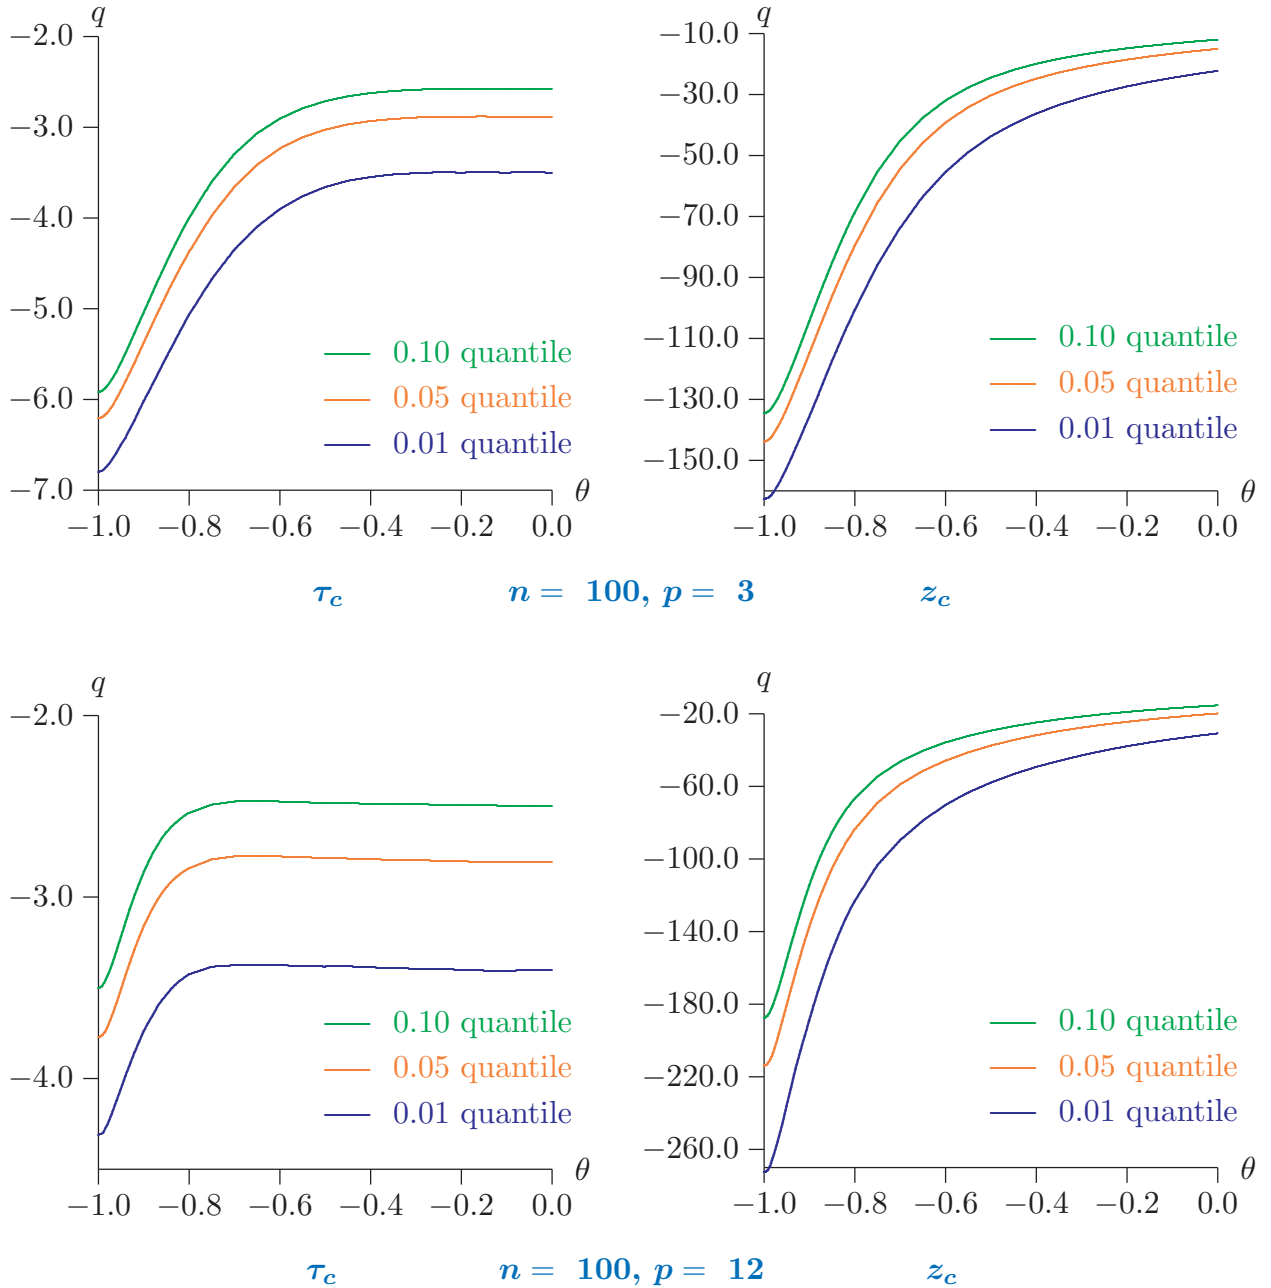 q q
−2.0 −10.0
−3.0 −30.0
−4.0 −50.0
−5.0 −70.0
−6.0 −90.0
−7.0 −110.0
−130.0
−150.0
0.10 quantile 0.10 quantile
0.05 quantile 0.05 quantile
0.01 quantile 0.01 quantile
θ θ
−1.0 −0.8 −0.6 −0.4 −0.2 0.0 −1.0 −0.8 −0.6 −0.4 −0.2 0.0
τc n = 100, p = 3 zc
q q
−2.0 −20.0
−3.0 −60.0
−4.0 −100.0
−140.0
−180.0
−220.0
−260.0
0.10 quantile 0.10 quantile
0.05 quantile 0.05 quantile
0.01 quantile 0.01 quantile
θ θ
−1.0 −0.8 −0.6 −0.4 −0.2 0.0 −1.0 −0.8 −0.6 −0.4 −0.2 0.0
τc n = 100, p = 12 zc